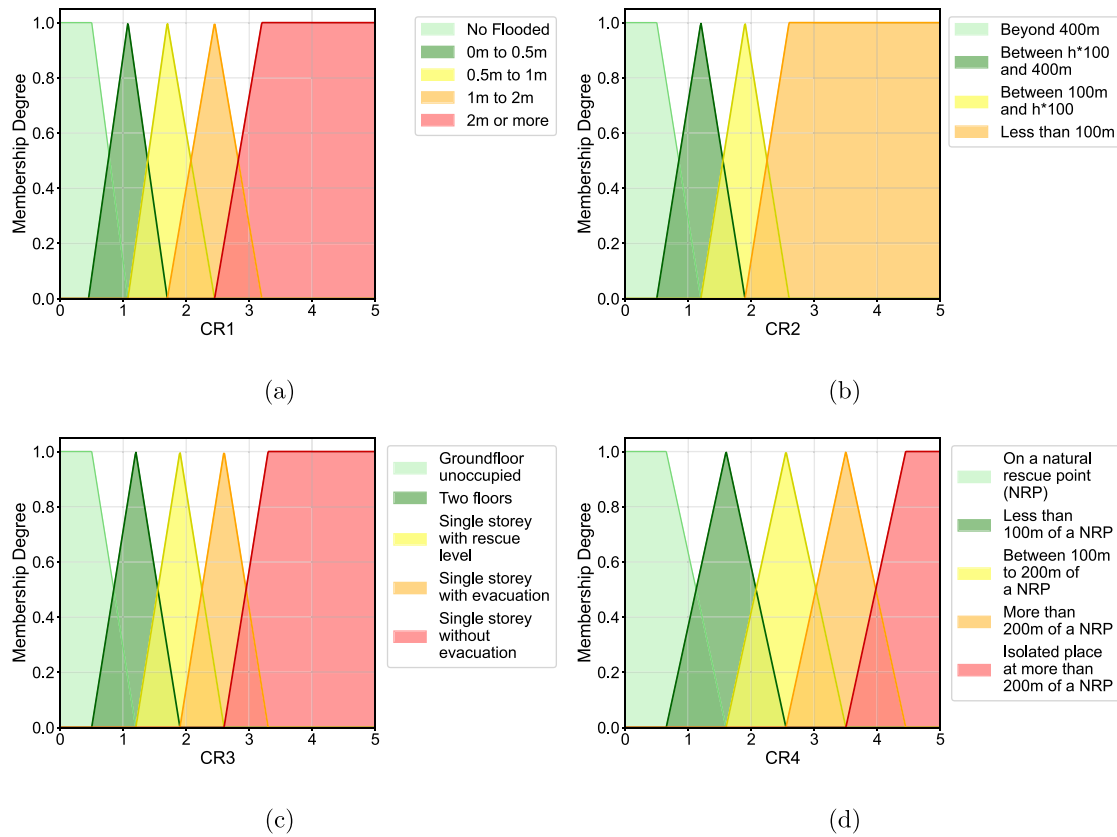 1.0
0.8
0.6
0.4
0.2
0.0
Membership Degree
0 1 2 3 4 5
CR1
No Flooded
0m to 0.5m
0.5m to 1m
1m to 2m
2m or more
(a)
1.0
0.8
0.6
0.4
0.2
0.0
Membership Degree
0 1 2 3 4 5
CR2
Beyond 400m
Between h*100
and 400m
Between 100m
and h*100
Less than 100m
(b)
1.0
0.8
0.6
0.4
0.2
0.0
Membership Degree
0 1 2 3 4 5
CR3
Groundfloor
unoccupied
Two floors
Single storey
with rescue
level
Single storey
with evacuation
Single storey
without
evacuation
(c)
1.0
0.8
0.6
0.4
0.2
0.0
Membership Degree
0 1 2 3 4 5
CR4
On a natural
rescue point
(NRP)
Less than
100m of a NRP
Between 100m
to 200m of
a NRP
More than
200m of a NRP
Isolated place
at more than
200m of a NRP
(d)